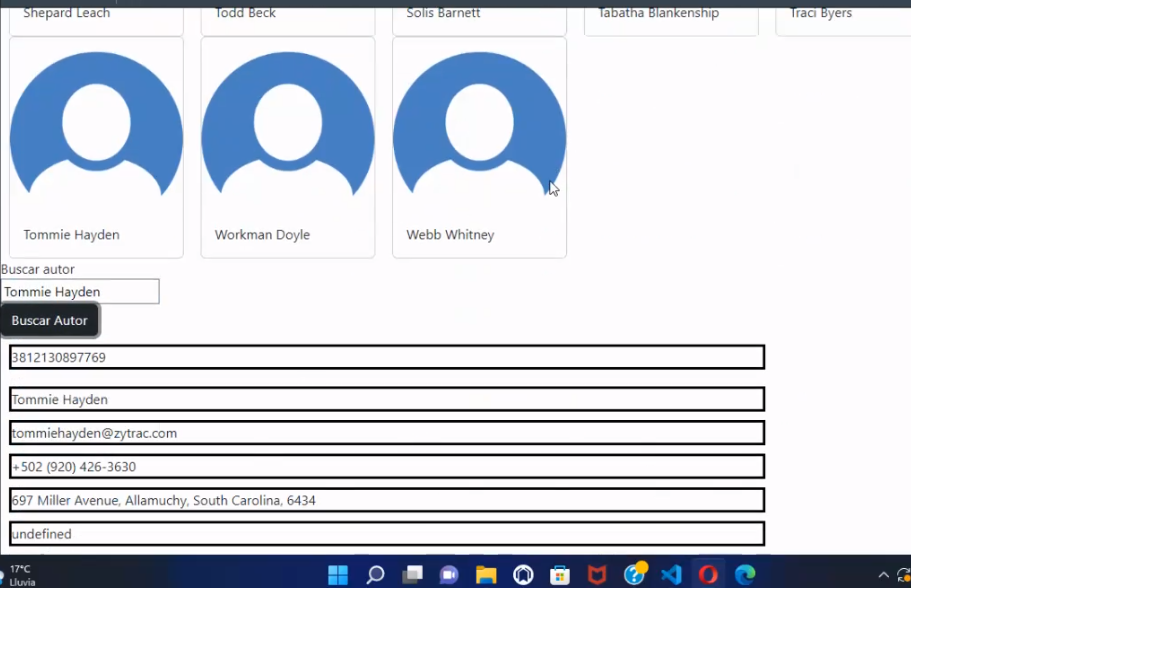 Shepard Leach
Todd Beck
Solis Barnett
Tabatha Blankenship
Traci Byers
Tommie Hayden
Workman Doyle
Webb Whitney
Buscar autor
Tommie Hayden
Buscar Autor
3812130897769
Tommie Hayden
tommiehayden@zytrac.com
+502 (920) 426-3630
697 Miller Avenue, Allamuchy, South Carolina, 6434
undefined
17°C
Lluvia